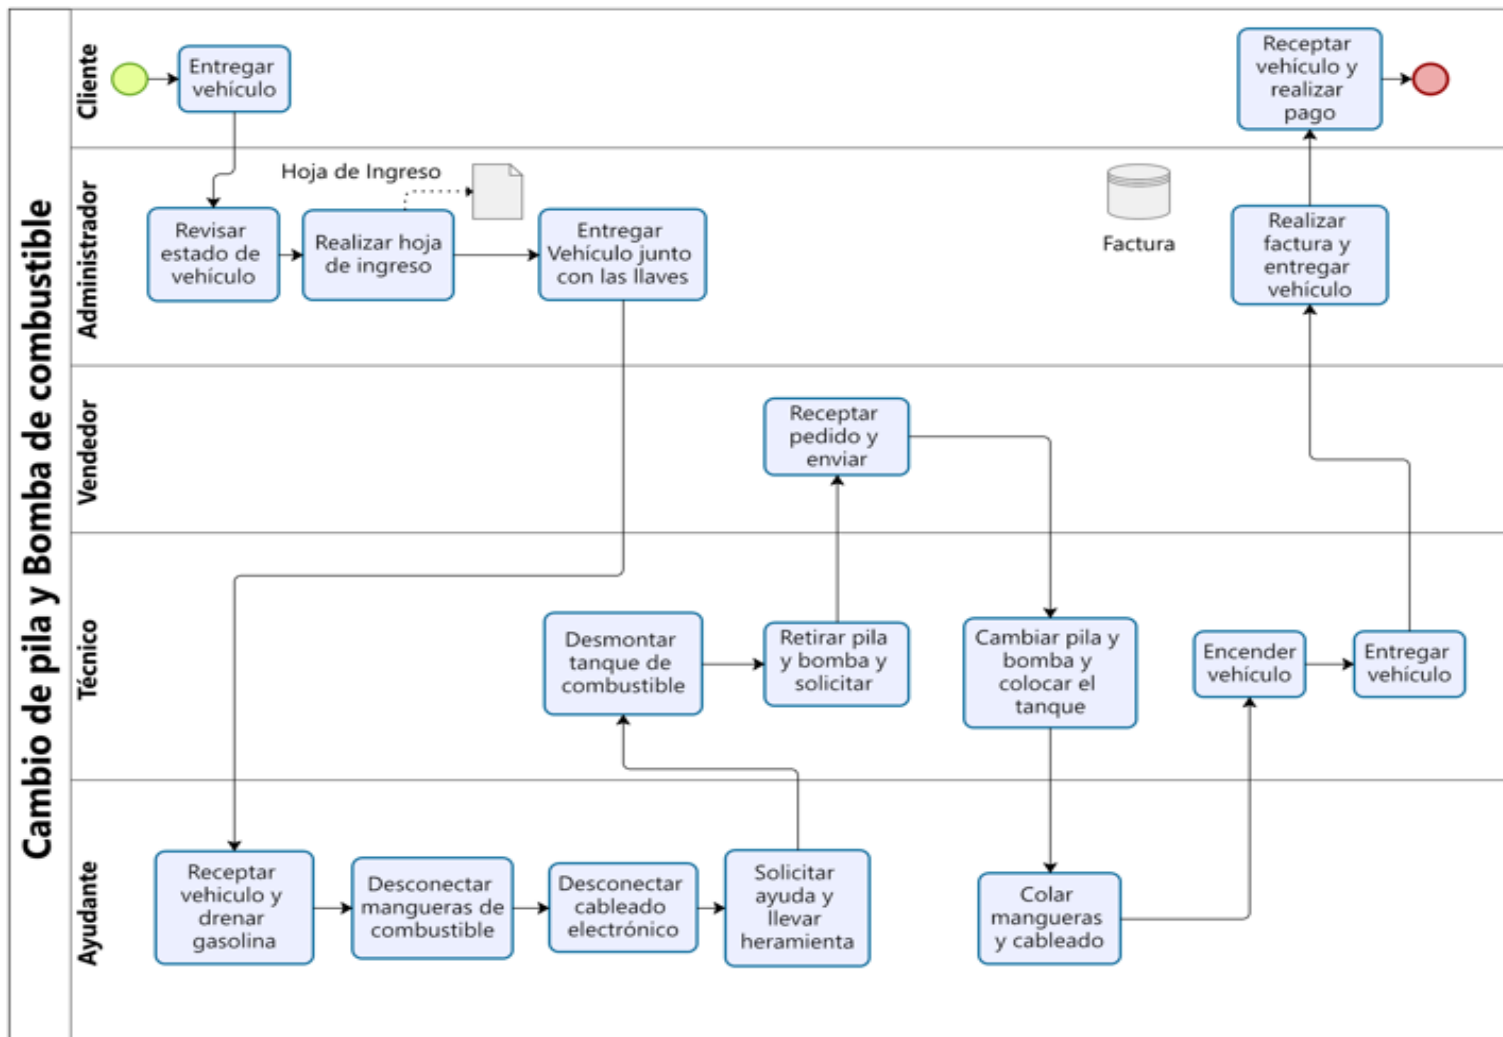 Cambio de pila y Bomba de combustible
Cliente
Entregar
vehículo
Receptar
vehículo y
realizar
pago
Administrador
Hoja de Ingreso
Revisar
estado de
vehículo
Realizar hoja
de ingreso
Entregar
Vehículo junto
con las llaves
Factura
Realizar
factura y
entregar
vehículo
Vendedor
Receptar
pedido y
enviar
Técnico
Desmontar
tanque de
combustible
Retirar pila
y bomba y
solicitar
Cambiar pila y
bomba y
colocar el
tanque
Encender
vehículo
Entregar
vehículo
Ayudante
Receptar
vehiculo y
drenar
gasolina
Desconectar
mangueras de
combustible
Desconectar
cableado
electrónico
Solicitar
ayuda y
llevar
heramienta
Colar
mangueras
y cableado